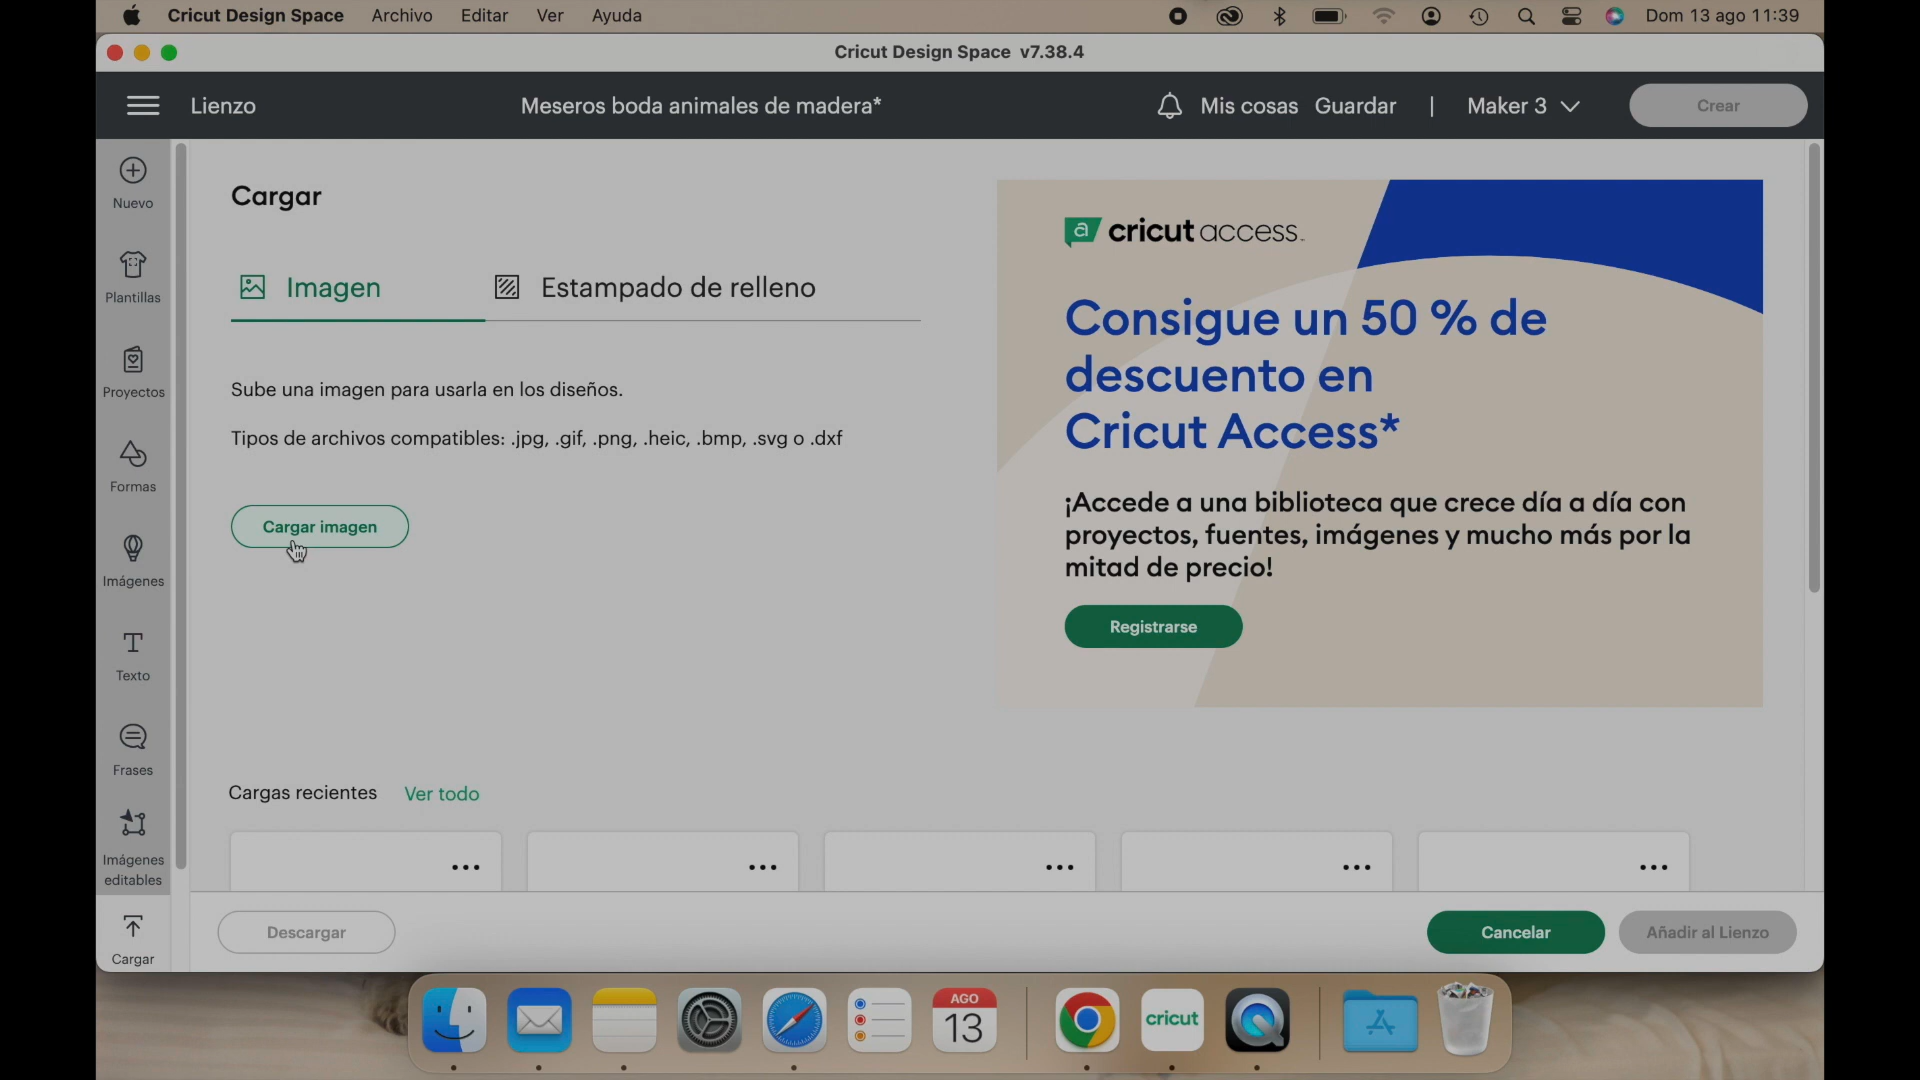 Cricut Design Space Archivo Editar Ver Ayuda Dom 13 ago 11:39
Cricut Design Space v7.38.4
Lienzo Meseros boda animales de madera* Mis cosas Guardar | Maker 3 Crear
Nuevo
Plantillas
Proyectos
Formas
Imágenes
Texto
Frases
Imágenes
editables
Cargar
Cargar
Imagen Estampado de relleno
Sube una imagen para usarla en los diseños.
Tipos de archivos compatibles: .jpg, .gif, .png, .heic, .bmp, .svg o .dxf
Cargar imagen
a cricut access™
Consigue un 50 % de
descuento en
Cricut Access*
¡Accede a una biblioteca que crece día a día con
proyectos, fuentes, imágenes y mucho más por la
mitad de precio!
Registrarse
Cargas recientes Ver todo
Descargar Cancelar Añadir al Lienzo
AGO
13
cricut